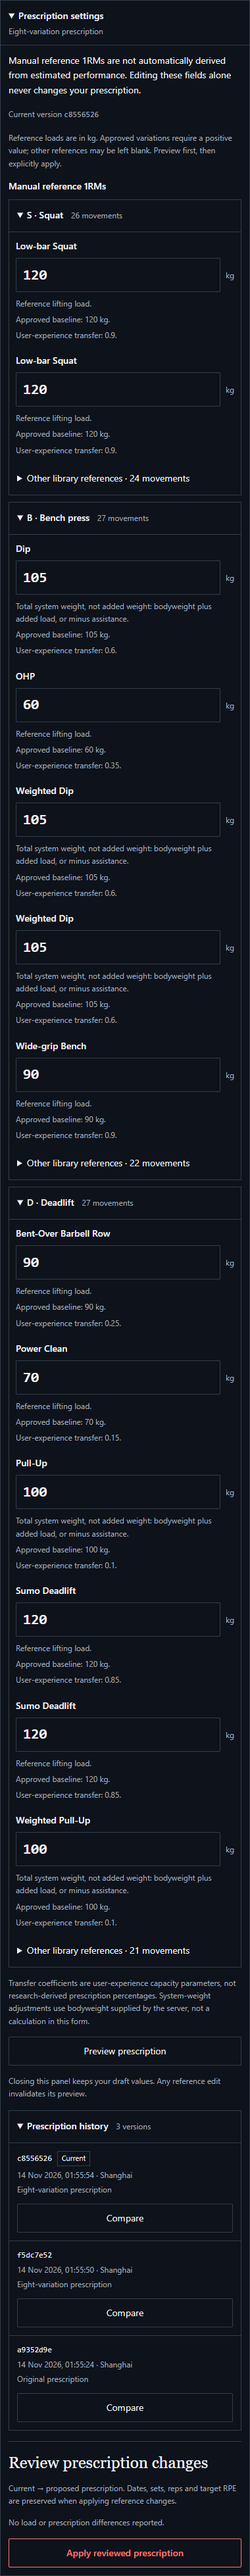 ▼ Prescription settings
Eight-variation prescription
Manual reference 1RMs are not automatically derived
from estimated performance. Editing these fields alone
never changes your prescription.
Current version c8556526
Reference loads are in kg. Approved variations require a positive
value; other references may be left blank. Preview first, then
explicitly apply.
Manual reference 1RMs
▼ S · Squat 26 movements
Low-bar Squat
120 kg
Reference lifting load.
Approved baseline: 120 kg.
User-experience transfer: 0.9.
Low-bar Squat
120 kg
Reference lifting load.
Approved baseline: 120 kg.
User-experience transfer: 0.9.
▶ Other library references · 24 movements
▼ B · Bench press 27 movements
Dip
105 kg
Total system weight, not added weight: bodyweight plus
added load, or minus assistance.
Approved baseline: 105 kg.
User-experience transfer: 0.6.
OHP
60 kg
Reference lifting load.
Approved baseline: 60 kg.
User-experience transfer: 0.35.
Weighted Dip
105 kg
Total system weight, not added weight: bodyweight plus
added load, or minus assistance.
Approved baseline: 105 kg.
User-experience transfer: 0.6.
Weighted Dip
105 kg
Total system weight, not added weight: bodyweight plus
added load, or minus assistance.
Approved baseline: 105 kg.
User-experience transfer: 0.6.
Wide-grip Bench
90 kg
Reference lifting load.
Approved baseline: 90 kg.
User-experience transfer: 0.9.
▶ Other library references · 22 movements
▼ D · Deadlift 27 movements
Bent-Over Barbell Row
90 kg
Reference lifting load.
Approved baseline: 90 kg.
User-experience transfer: 0.25.
Power Clean
70 kg
Reference lifting load.
Approved baseline: 70 kg.
User-experience transfer: 0.15.
Pull-Up
100 kg
Total system weight, not added weight: bodyweight plus
added load, or minus assistance.
Approved baseline: 100 kg.
User-experience transfer: 0.1.
Sumo Deadlift
120 kg
Reference lifting load.
Approved baseline: 120 kg.
User-experience transfer: 0.85.
Sumo Deadlift
120 kg
Reference lifting load.
Approved baseline: 120 kg.
User-experience transfer: 0.85.
Weighted Pull-Up
100 kg
Total system weight, not added weight: bodyweight plus
added load, or minus assistance.
Approved baseline: 100 kg.
User-experience transfer: 0.1.
▶ Other library references · 21 movements
Transfer coefficients are user-experience capacity parameters, not
research-derived prescription percentages. System-weight
adjustments use bodyweight supplied by the server, not a
calculation in this form.
Preview prescription
Closing this panel keeps your draft values. Any reference edit
invalidates its preview.
▼ Prescription history 3 versions
c8556526 Current
14 Nov 2026, 01:55:54 · Shanghai
Eight-variation prescription
Compare
f5dc7e52
14 Nov 2026, 01:55:50 · Shanghai
Eight-variation prescription
Compare
a9352d9e
14 Nov 2026, 01:55:24 · Shanghai
Original prescription
Compare
Review prescription changes
Current → proposed prescription. Dates, sets, reps and target RPE
are preserved when applying reference changes.
No load or prescription differences reported.
Apply reviewed prescription